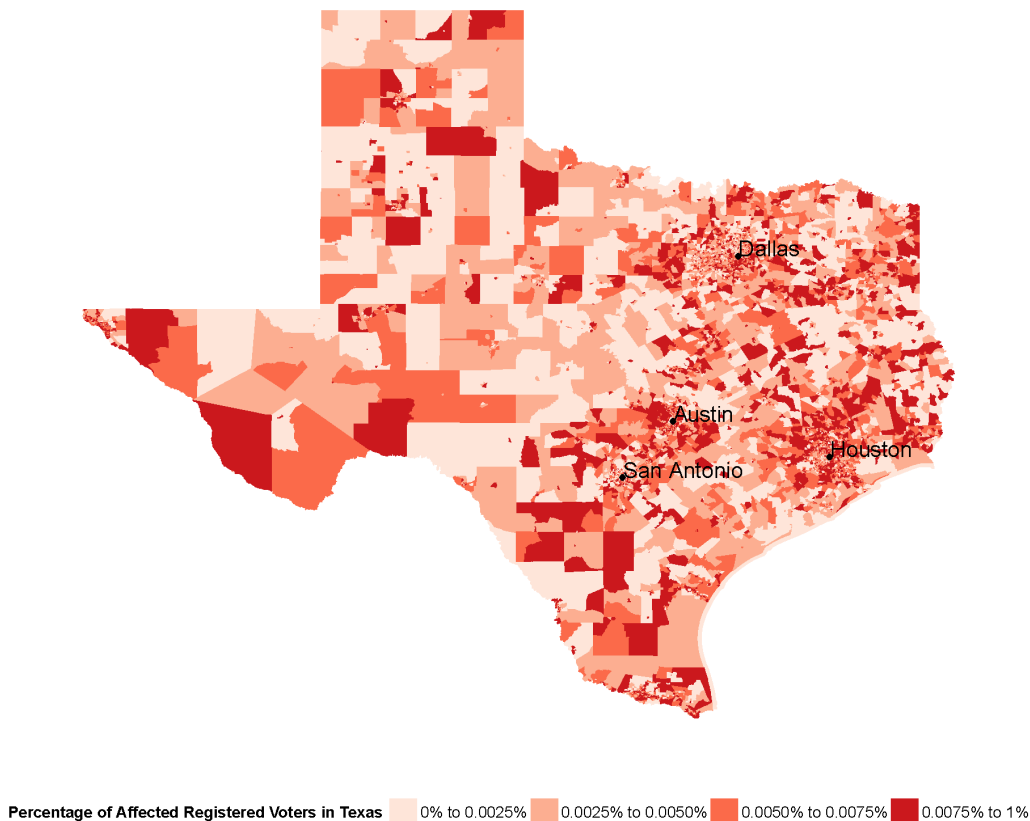 Dallas
Austin
Houston
San Antonio
Percentage of Affected Registered Voters in Texas 0% to 0.0025% 0.0025% to 0.0050% 0.0050% to 0.0075% 0.0075% to 1%